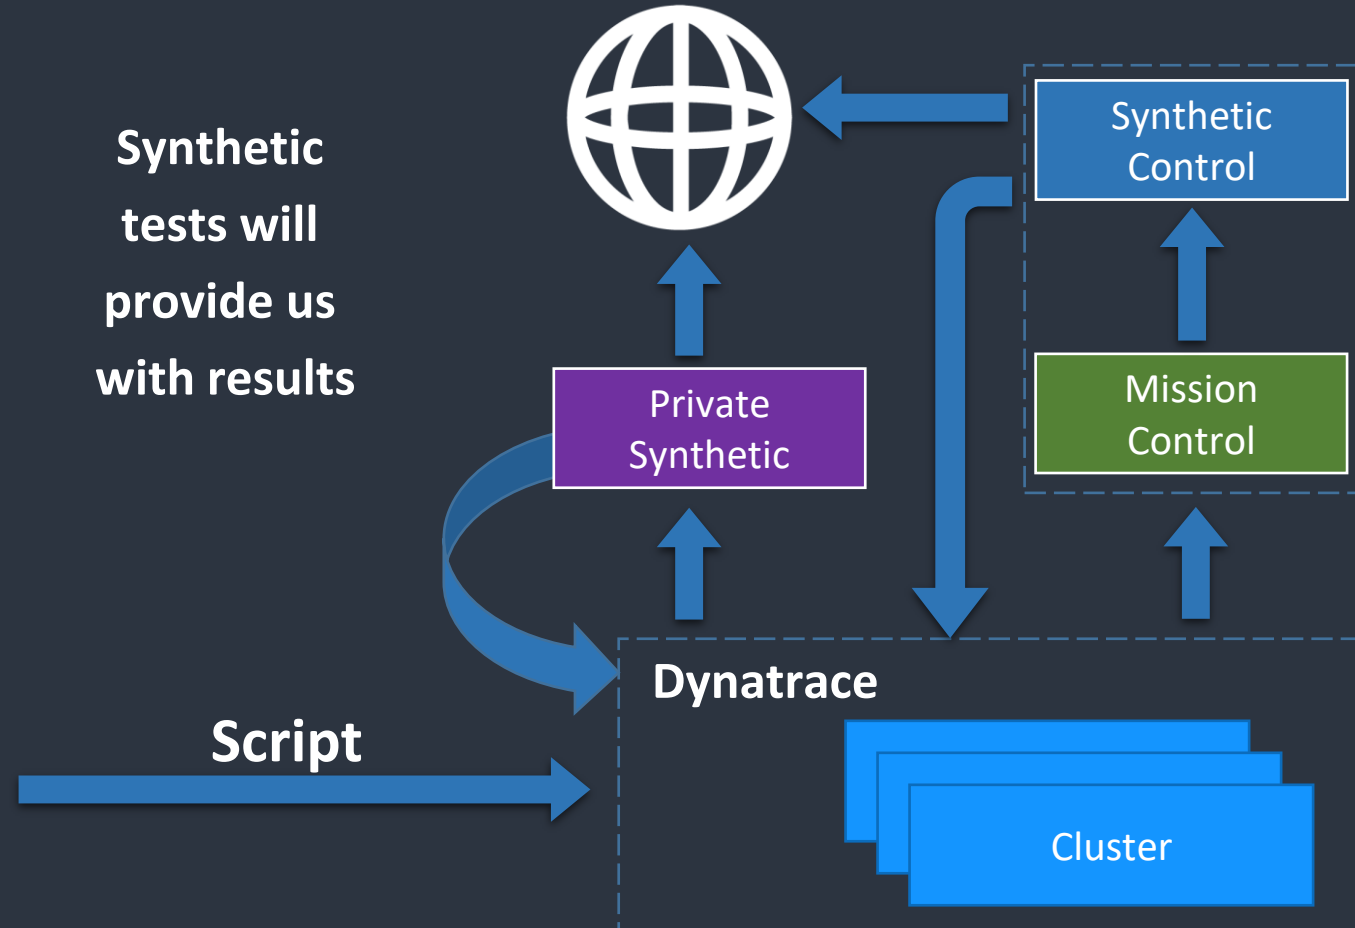 Synthetic
tests will
provide us
with results
Synthetic
Control
Private
Synthetic
Mission
Control
Dynatrace
Script
Cluster